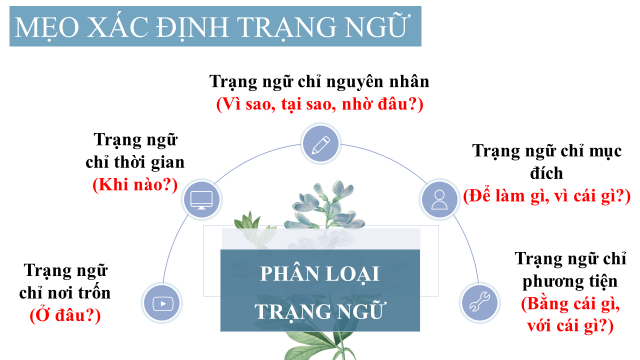 MẸO XÁC ĐỊNH TRẠNG NGỮ
Trạng ngữ chỉ nguyên nhân
(Vì sao, tại sao, nhờ đâu?)
Trạng ngữ
chỉ thời gian
(Khi nào?)
Trạng ngữ chỉ mục
đích
(Để làm gì, vì cái gì?)
Trạng ngữ
chỉ nơi trốn
(Ở đâu?)
Trạng ngữ chỉ
phương tiện
(Bằng cái gì,
với cái gì?)
PHÂN LOẠI
TRẠNG NGỮ